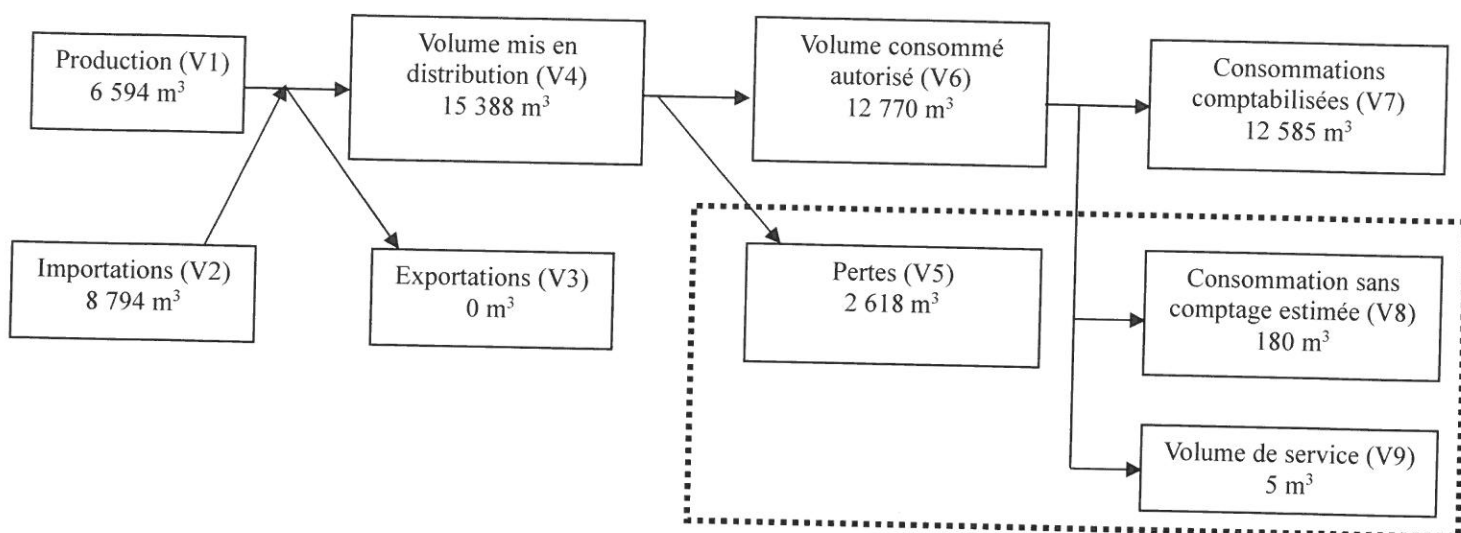 Production (V1)
6 594 m³
Volume mis en
distribution (V4)
15 388 m³
Volume consommé
autorisé (V6)
12 770 m³
Consommations
comptabilisées (V7)
12 585 m³
Importations (V2)
8 794 m³
Exportations (V3)
0 m³
Pertes (V5)
2 618 m³
Consommation sans
comptage estimée (V8)
180 m³
Volume de service (V9)
5 m³